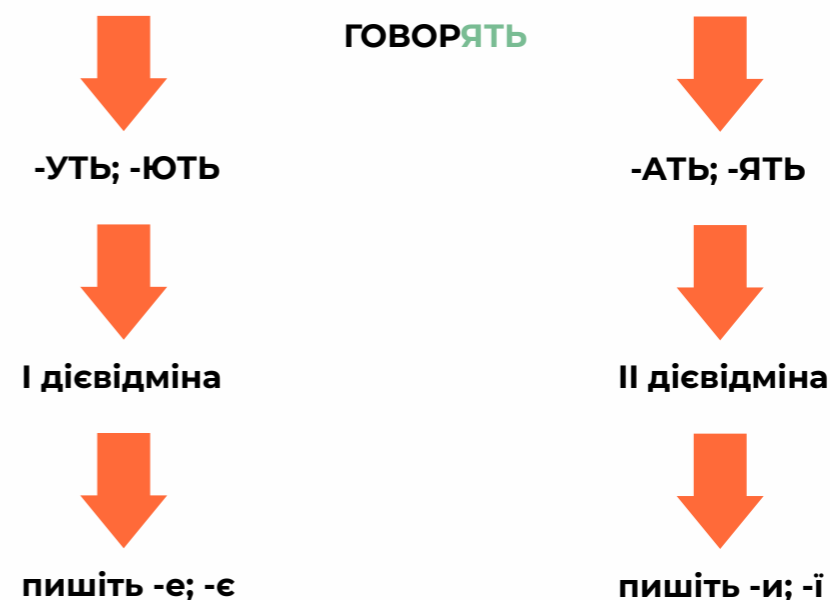 ГОВОРЯТЬ
-УТЬ; -ЮТЬ
-АТЬ; -ЯТЬ
І дієвідміна
ІІ дієвідміна
пишіть -е; -є
пишіть -и; -ї